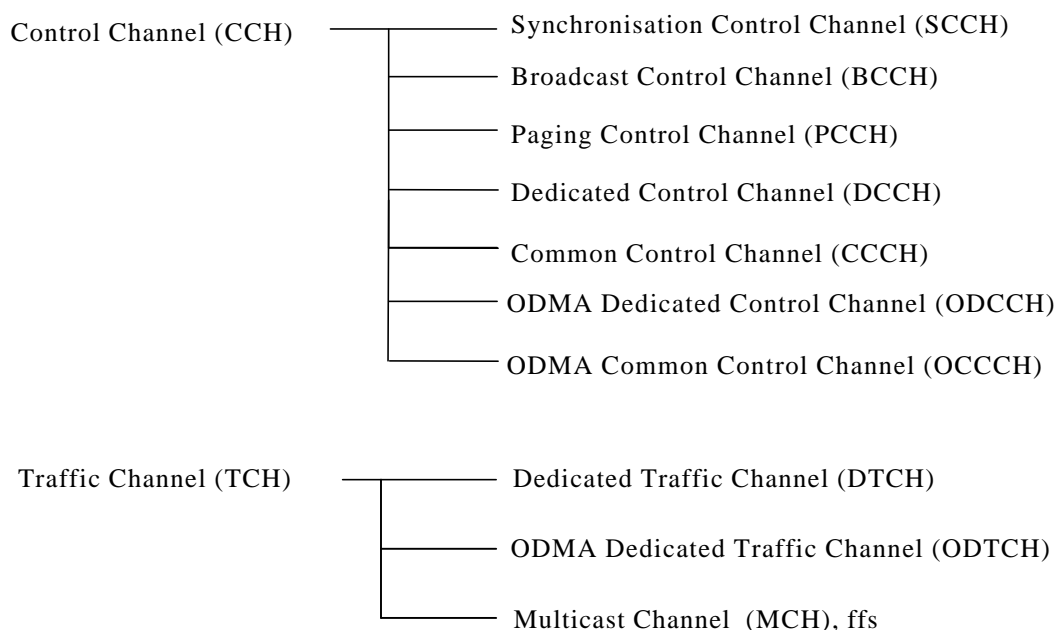 Control Channel (CCH)
Synchronisation Control Channel (SCCH)
Broadcast Control Channel (BCCH)
Paging Control Channel (PCCH)
Dedicated Control Channel (DCCH)
Common Control Channel (CCCH)
ODMA Dedicated Control Channel (ODCCH)
ODMA Common Control Channel (OCCCH)
Traffic Channel (TCH)
Dedicated Traffic Channel (DTCH)
ODMA Dedicated Traffic Channel (ODTCH)
Multicast Channel (MCH), ffs